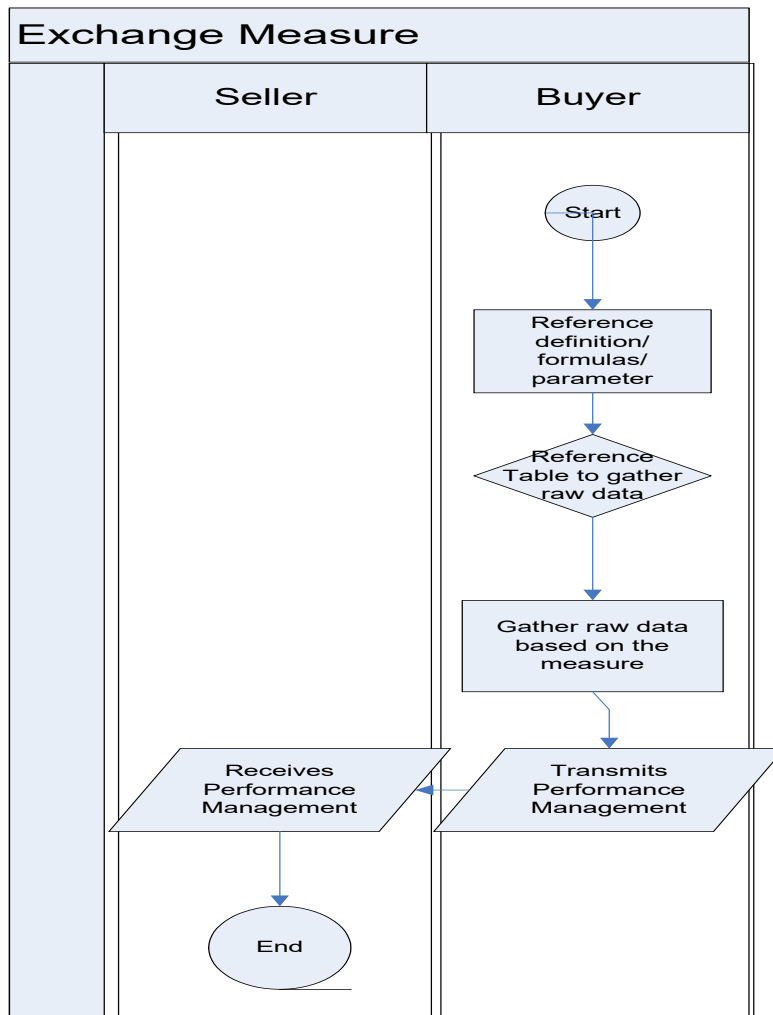 Exchange Measure
Seller
Buyer
Start
Reference
definition/
formulas/
parameter
Reference
Table to gather
raw data
Gather raw data
based on the
measure
Transmits
Performance
Management
Receives
Performance
Management
End